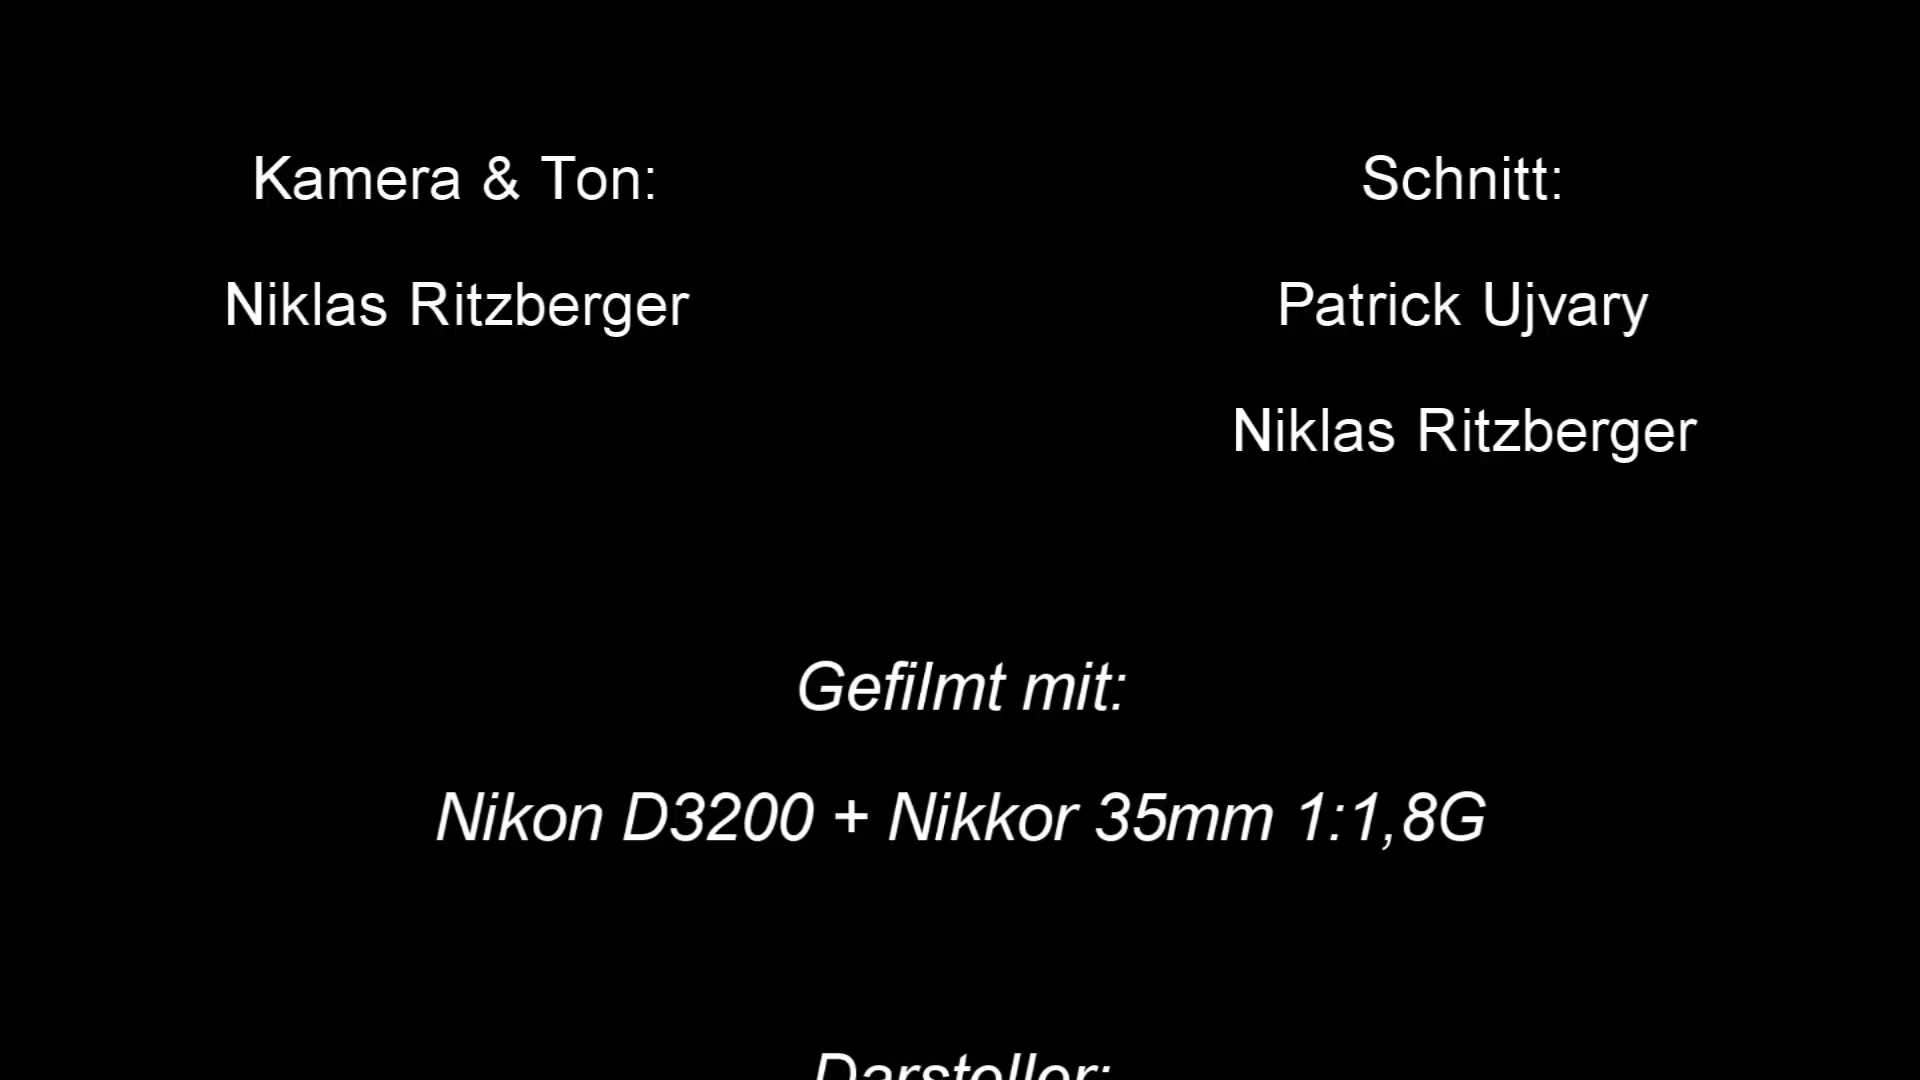 Kamera & Ton:
Niklas Ritzberger
Schnitt:
Patrick Ujvary
Niklas Ritzberger
Gefilmt mit:
Nikon D3200 + Nikkor 35mm 1:1,8G
Darsteller: